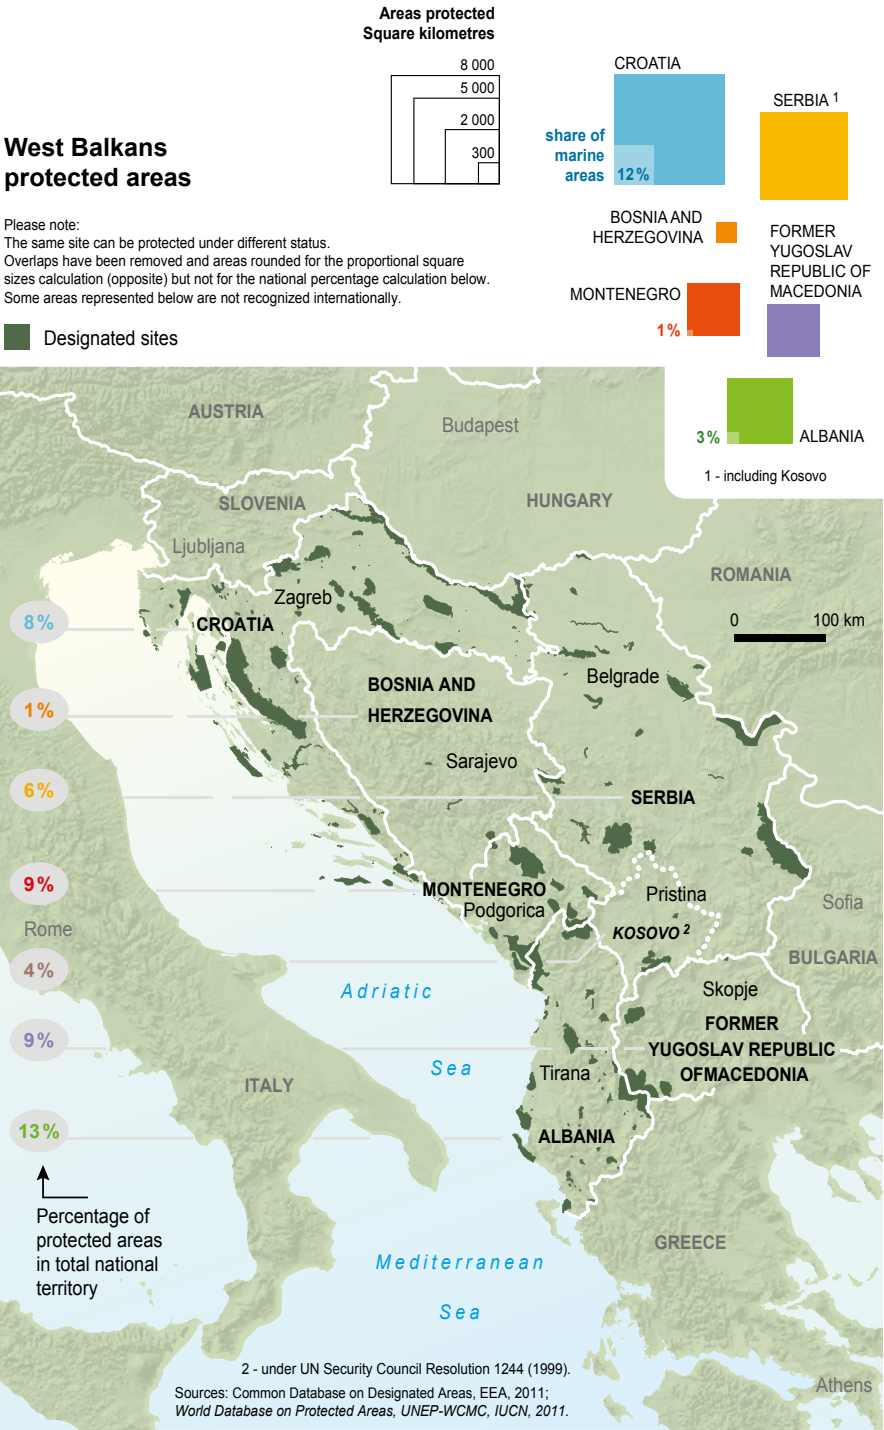 Areas protected
Square kilometres
8 000
5 000
2 000
300
CROATIA
share of
marine
areas
12%
SERBIA 1
BOSNIA AND
HERZEGOVINA
FORMER
YUGOSLAV
REPUBLIC OF
MACEDONIA
MONTENEGRO
1%
3%
ALBANIA
1 - including Kosovo
West Balkans
protected areas
Please note:
The same site can be protected under different status.
Overlaps have been removed and areas rounded for the proportional square
sizes calculation (opposite) but not for the national percentage calculation below.
Some areas represented below are not recognized internationally.
Designated sites
AUSTRIA
Budapest
SLOVENIA
HUNGARY
Ljubljana
ROMANIA
Zagreb
0 100 km
8%
CROATIA
Belgrade
BOSNIA AND
HERZEGOVINA
1%
Sarajevo
6%
SERBIA
9%
MONTENEGRO
Podgorica
Pristina
Sofia
Rome
KOSOVO 2
BULGARIA
4%
Adriatic
Skopje
FORMER
YUGOSLAV REPUBLIC
OFMACEDONIA
9%
Sea
Tirana
ITALY
13%
ALBANIA
Percentage of
protected areas
in total national
territory
GREECE
Mediterranean
Sea
2 - under UN Security Council Resolution 1244 (1999).
Athens
Sources: Common Database on Designated Areas, EEA, 2011;
World Database on Protected Areas, UNEP-WCMC, IUCN, 2011.